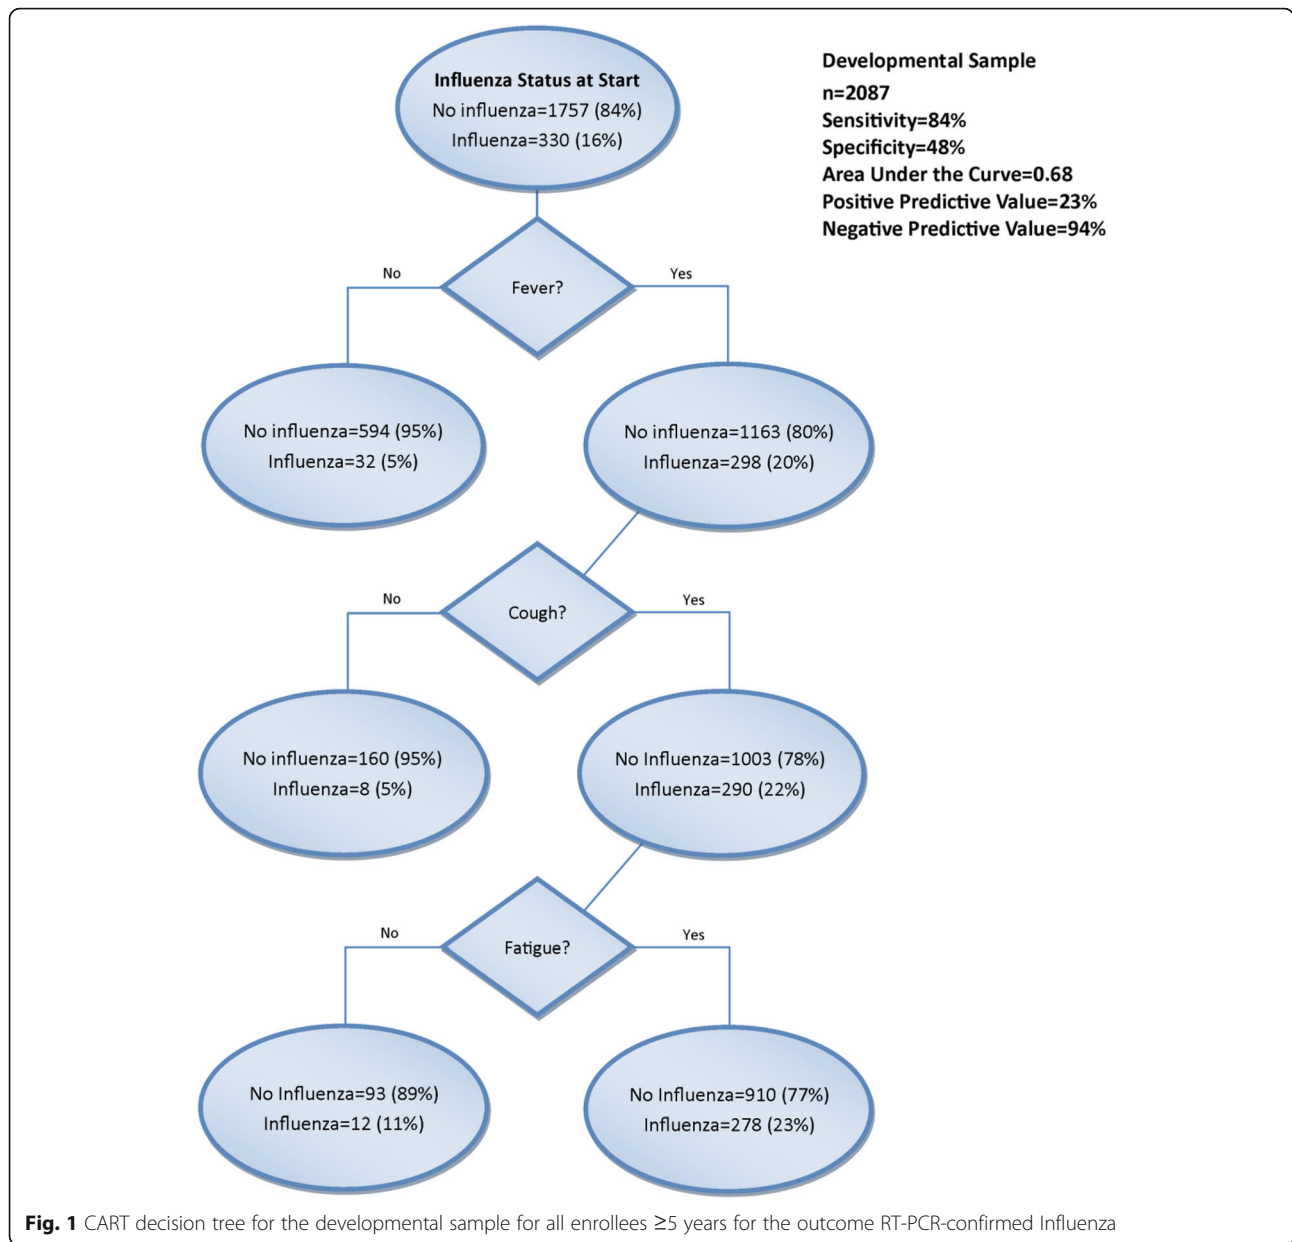 Influenza Status at Start
No influenza=1757 (84%)
Influenza=330 (16%)
Developmental Sample
n=2087
Sensitivity=84%
Specificity=48%
Area Under the Curve=0.68
Positive Predictive Value=23%
Negative Predictive Value=94%
Fever?
No
Yes
No influenza=594 (95%)
Influenza=32 (5%)
No influenza=1163 (80%)
Influenza=298 (20%)
Cough?
No
Yes
No influenza=160 (95%)
Influenza=8 (5%)
No Influenza=1003 (78%)
Influenza=290 (22%)
Fatigue?
No
Yes
No Influenza=93 (89%)
Influenza=12 (11%)
No Influenza=910 (77%)
Influenza=278 (23%)
Fig. 1 CART decision tree for the developmental sample for all enrollees ≥5 years for the outcome RT-PCR-confirmed Influenza